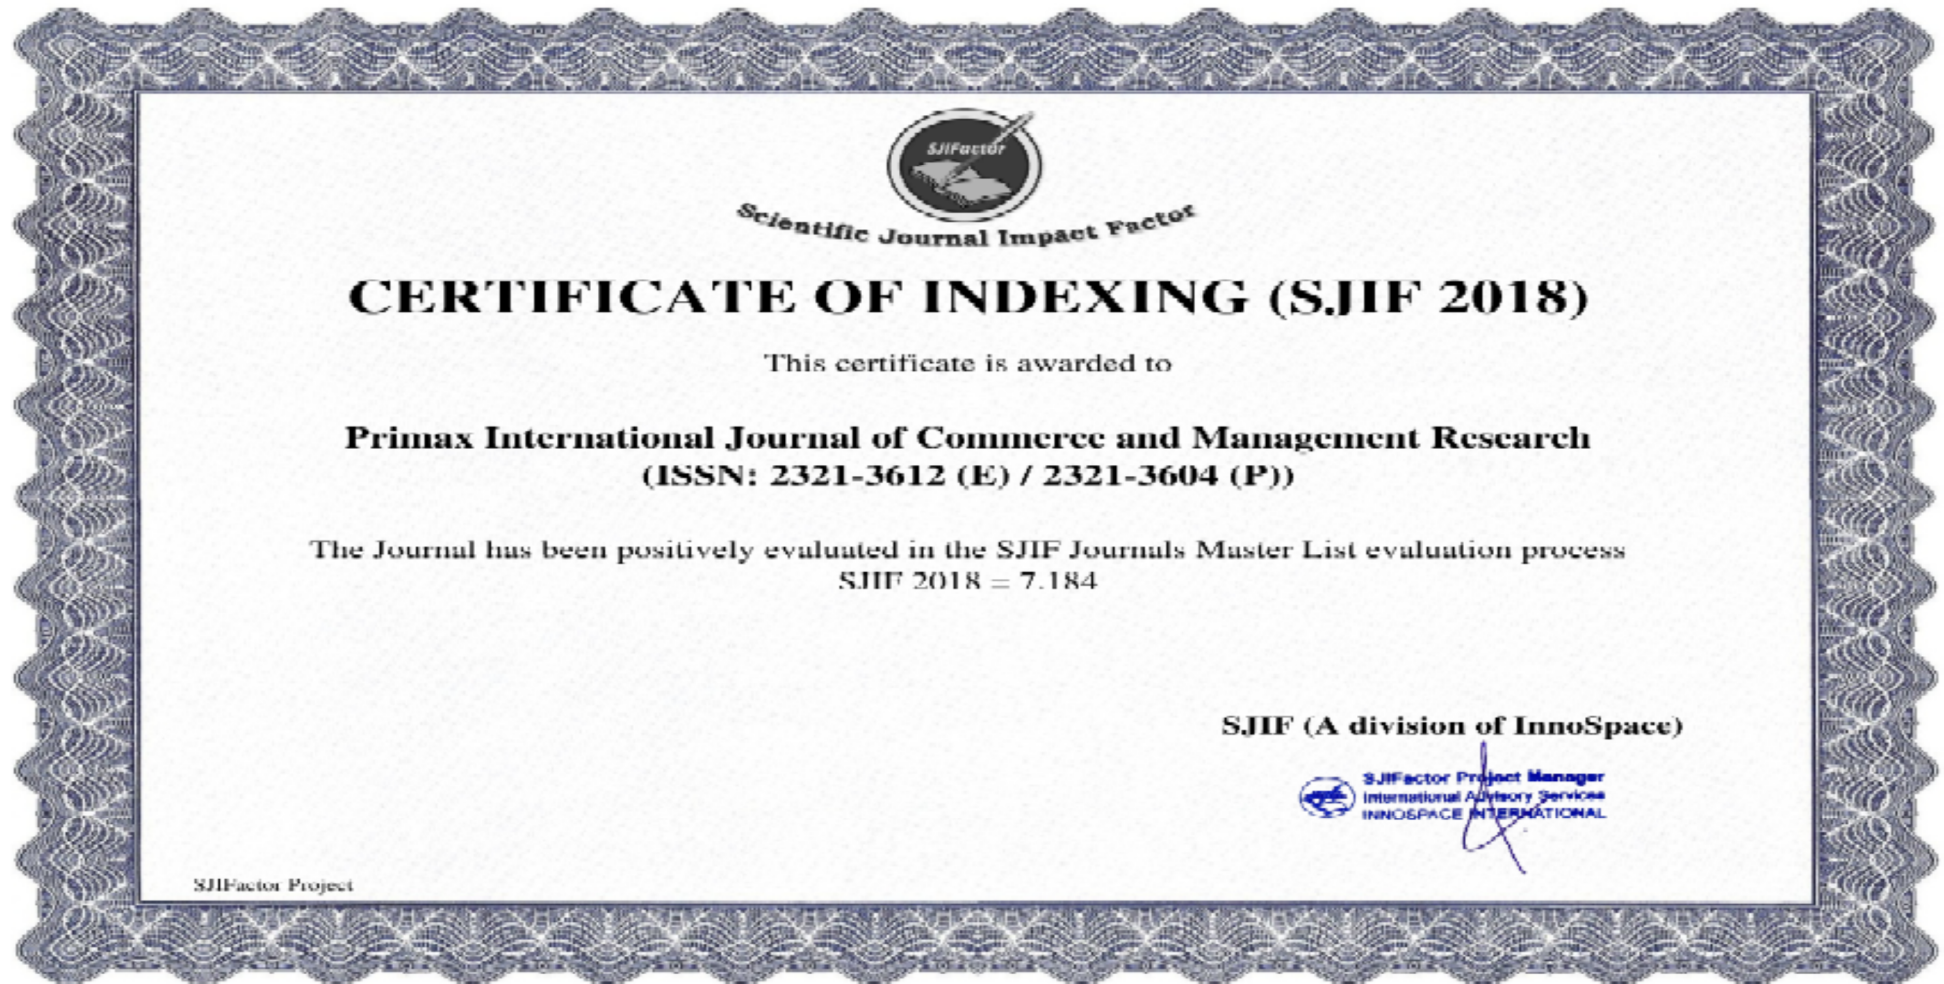 SJIFactor
Scientific Journal Impact Factor
CERTIFICATE OF INDEXING (SJIF 2018)
This certificate is awarded to
Primax International Journal of Commerce and Management Research
(ISSN: 2321-3612 (E) / 2321-3604 (P))
The Journal has been positively evaluated in the SJIF Journals Master List evaluation process
SJIF 2018 = 7.184
SJIF (A division of InnoSpace)
SJIFactor Project Manager
International Advisory Services
INNOSPACE INTERNATIONAL
SJIFactor Project